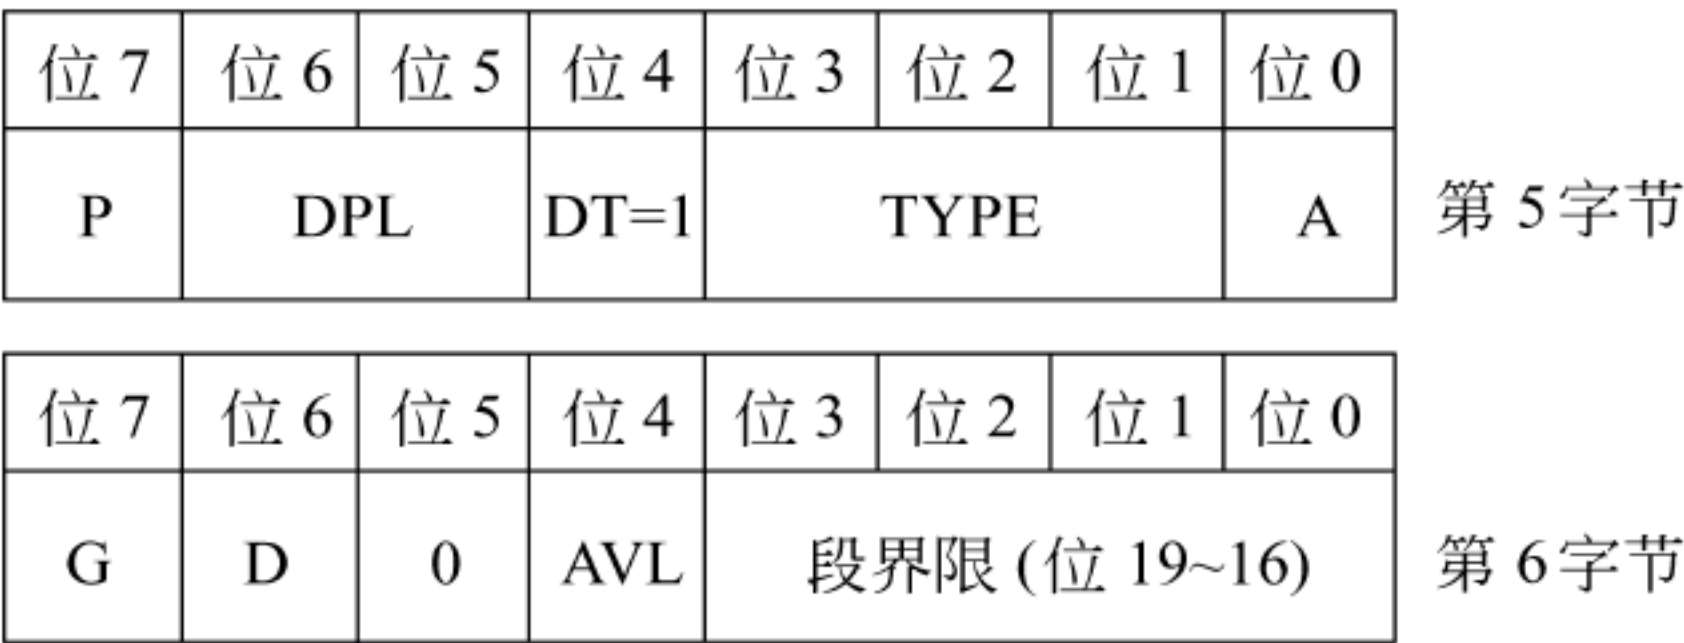 位 7 位 6 位 5 位 4 位 3 位 2 位 1 位 0
P DPL DT=1 TYPE A 第 5 字节
位 7 位 6 位 5 位 4 位 3 位 2 位 1 位 0
G D 0 AVL 段界限 (位 19~16) 第 6 字节